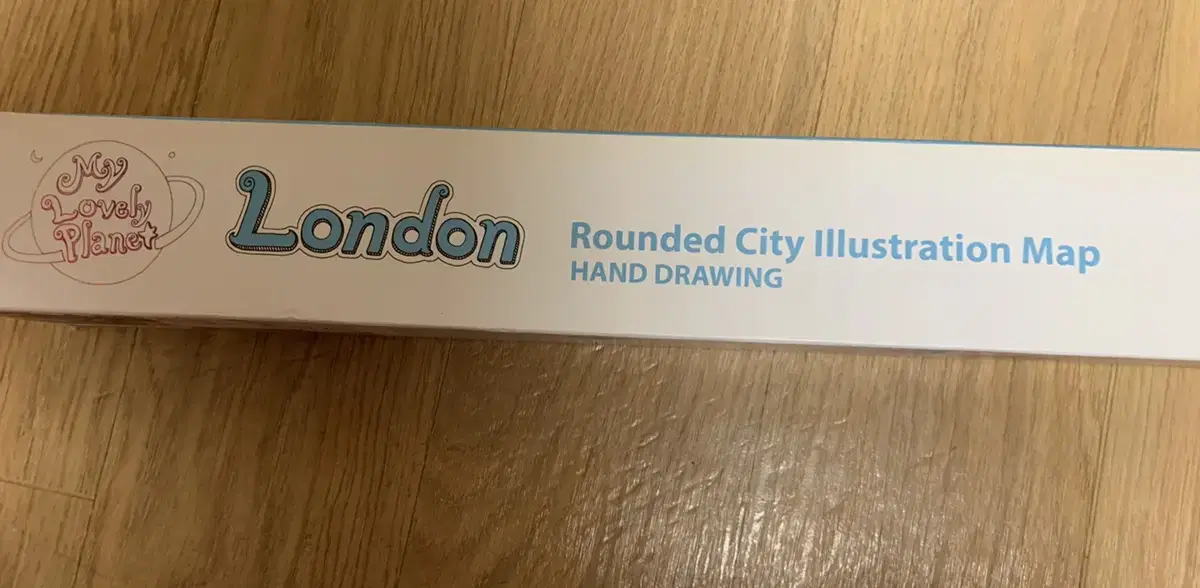 My
Lovely
Planet
London
Rounded City Illustration Map
HAND DRAWING